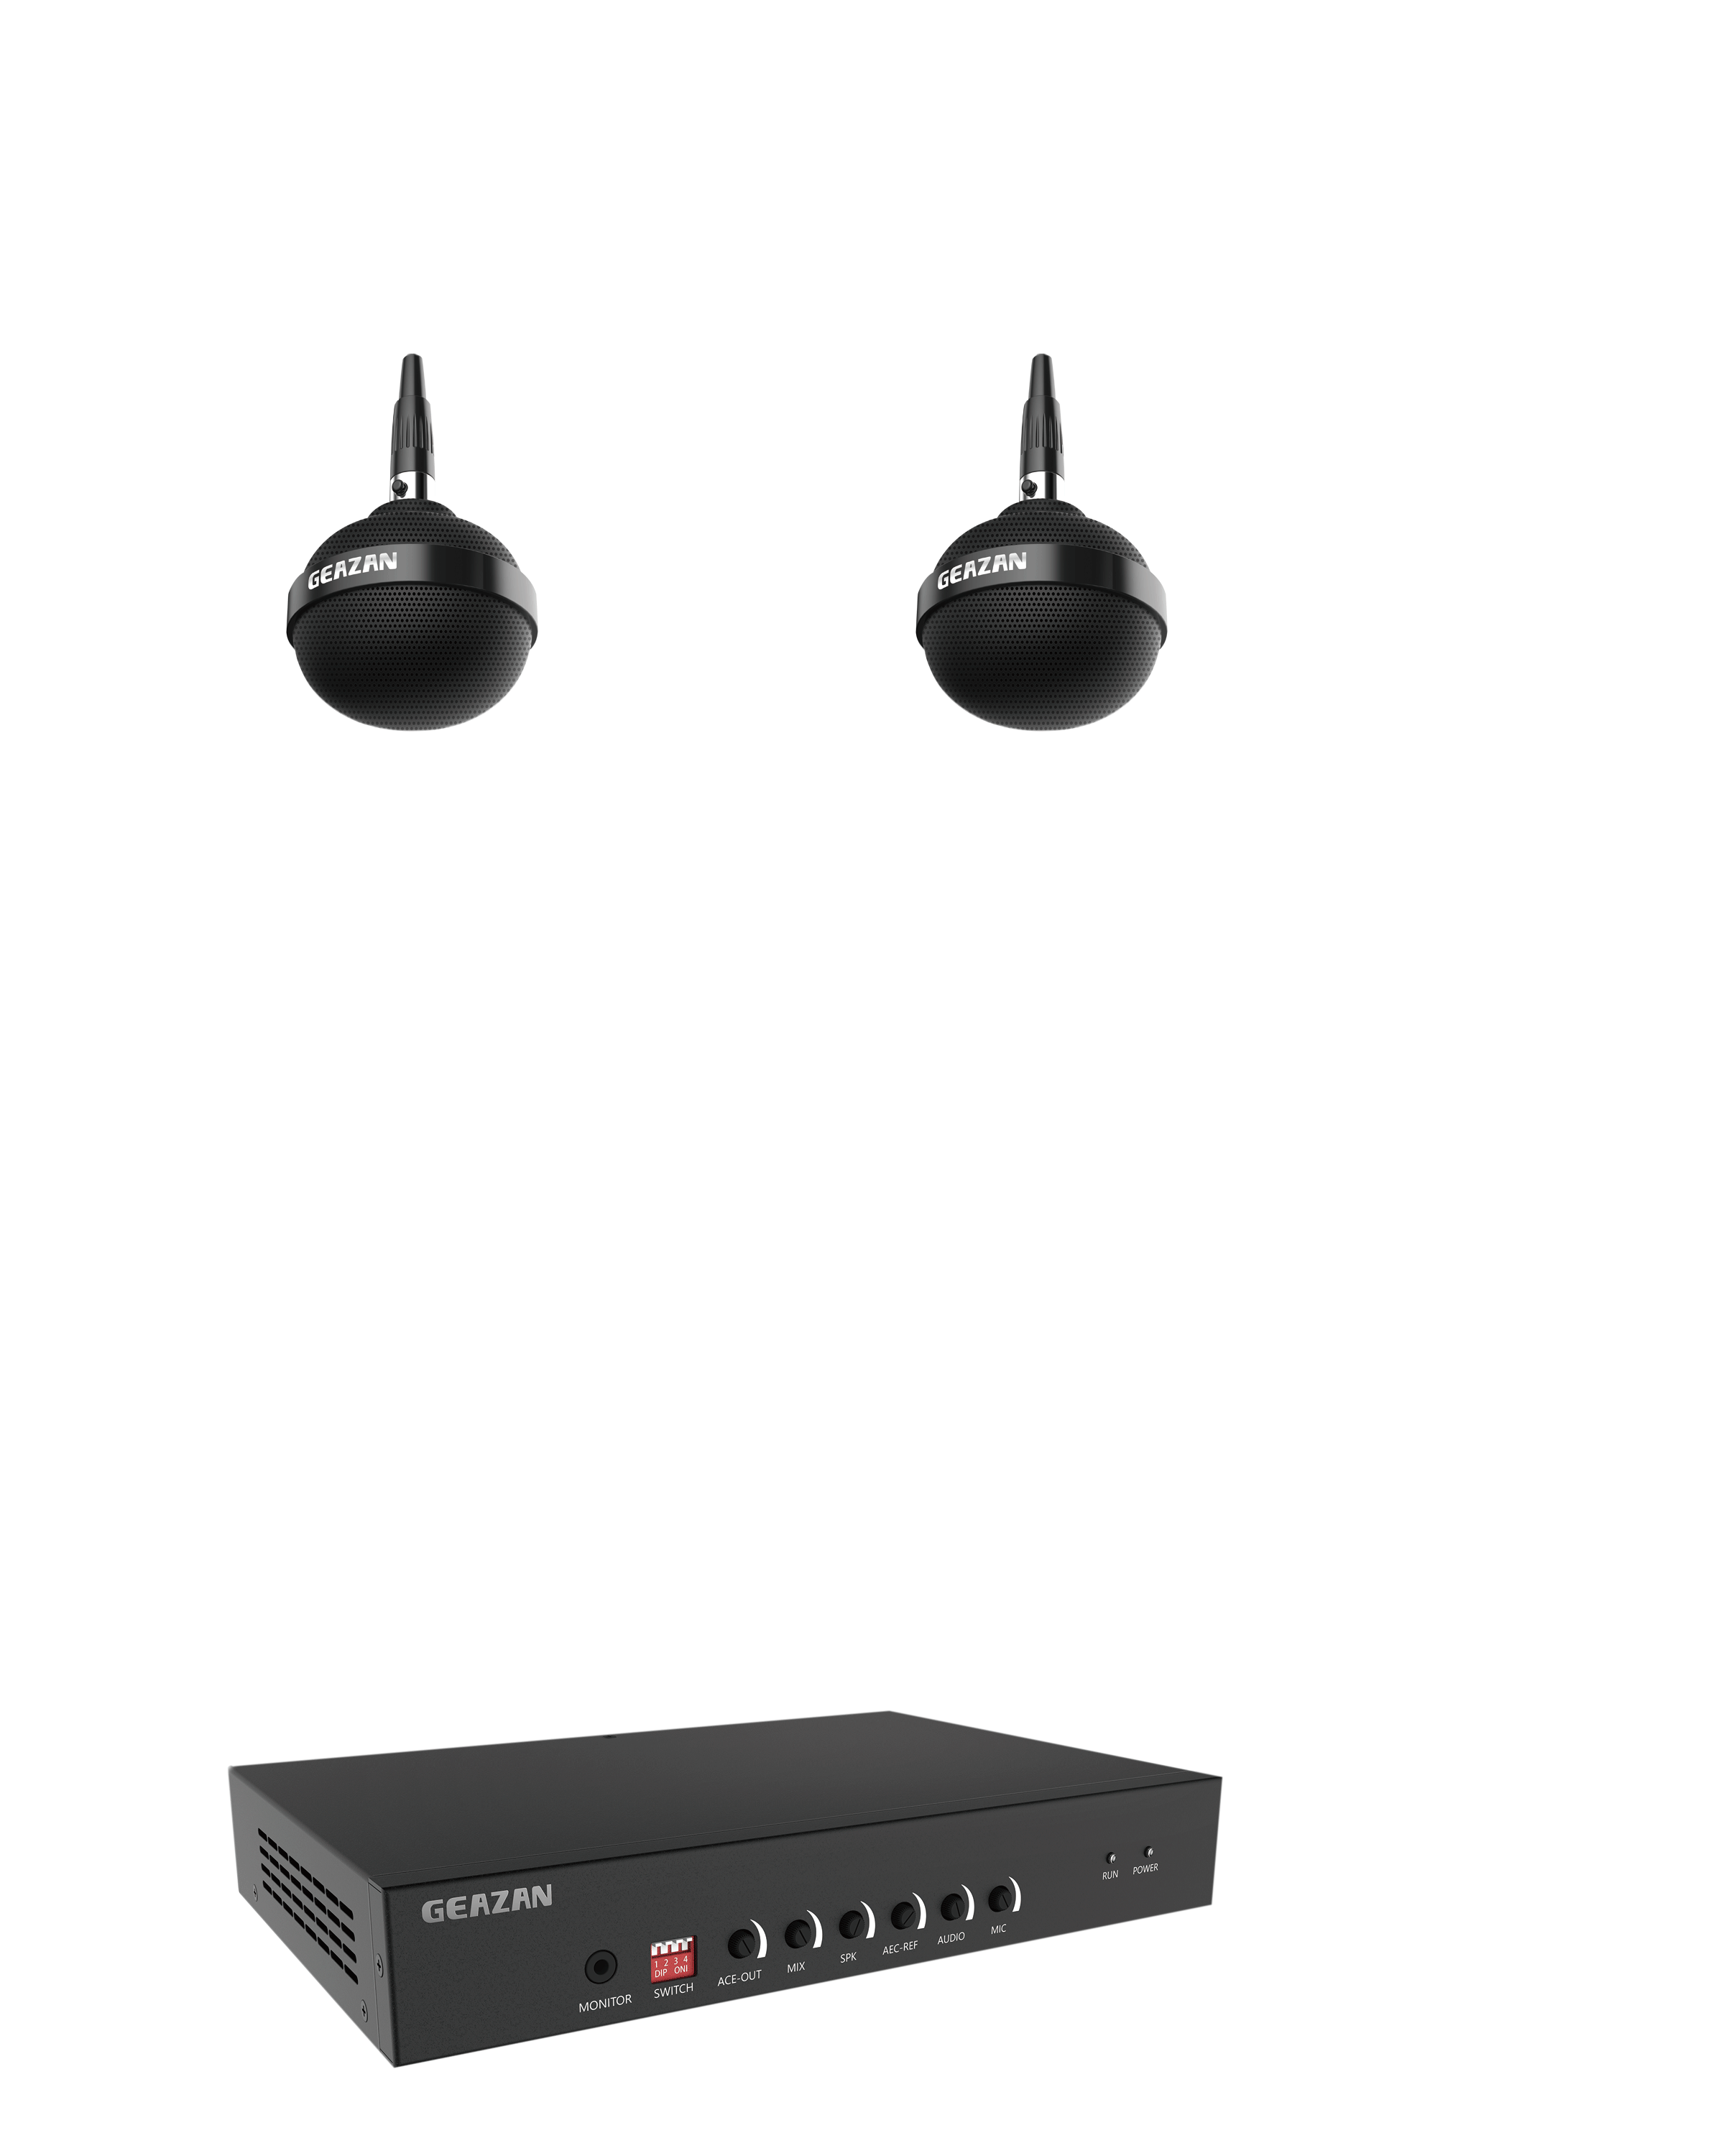 GEAZAN
GEAZAN
GEAZAN
MONITOR
1 2 3 4
DIP ONI
SWITCH
ACE-OUT
MIX
SPK
AEC-REF
AUDIO
MIC
RUN
POWER